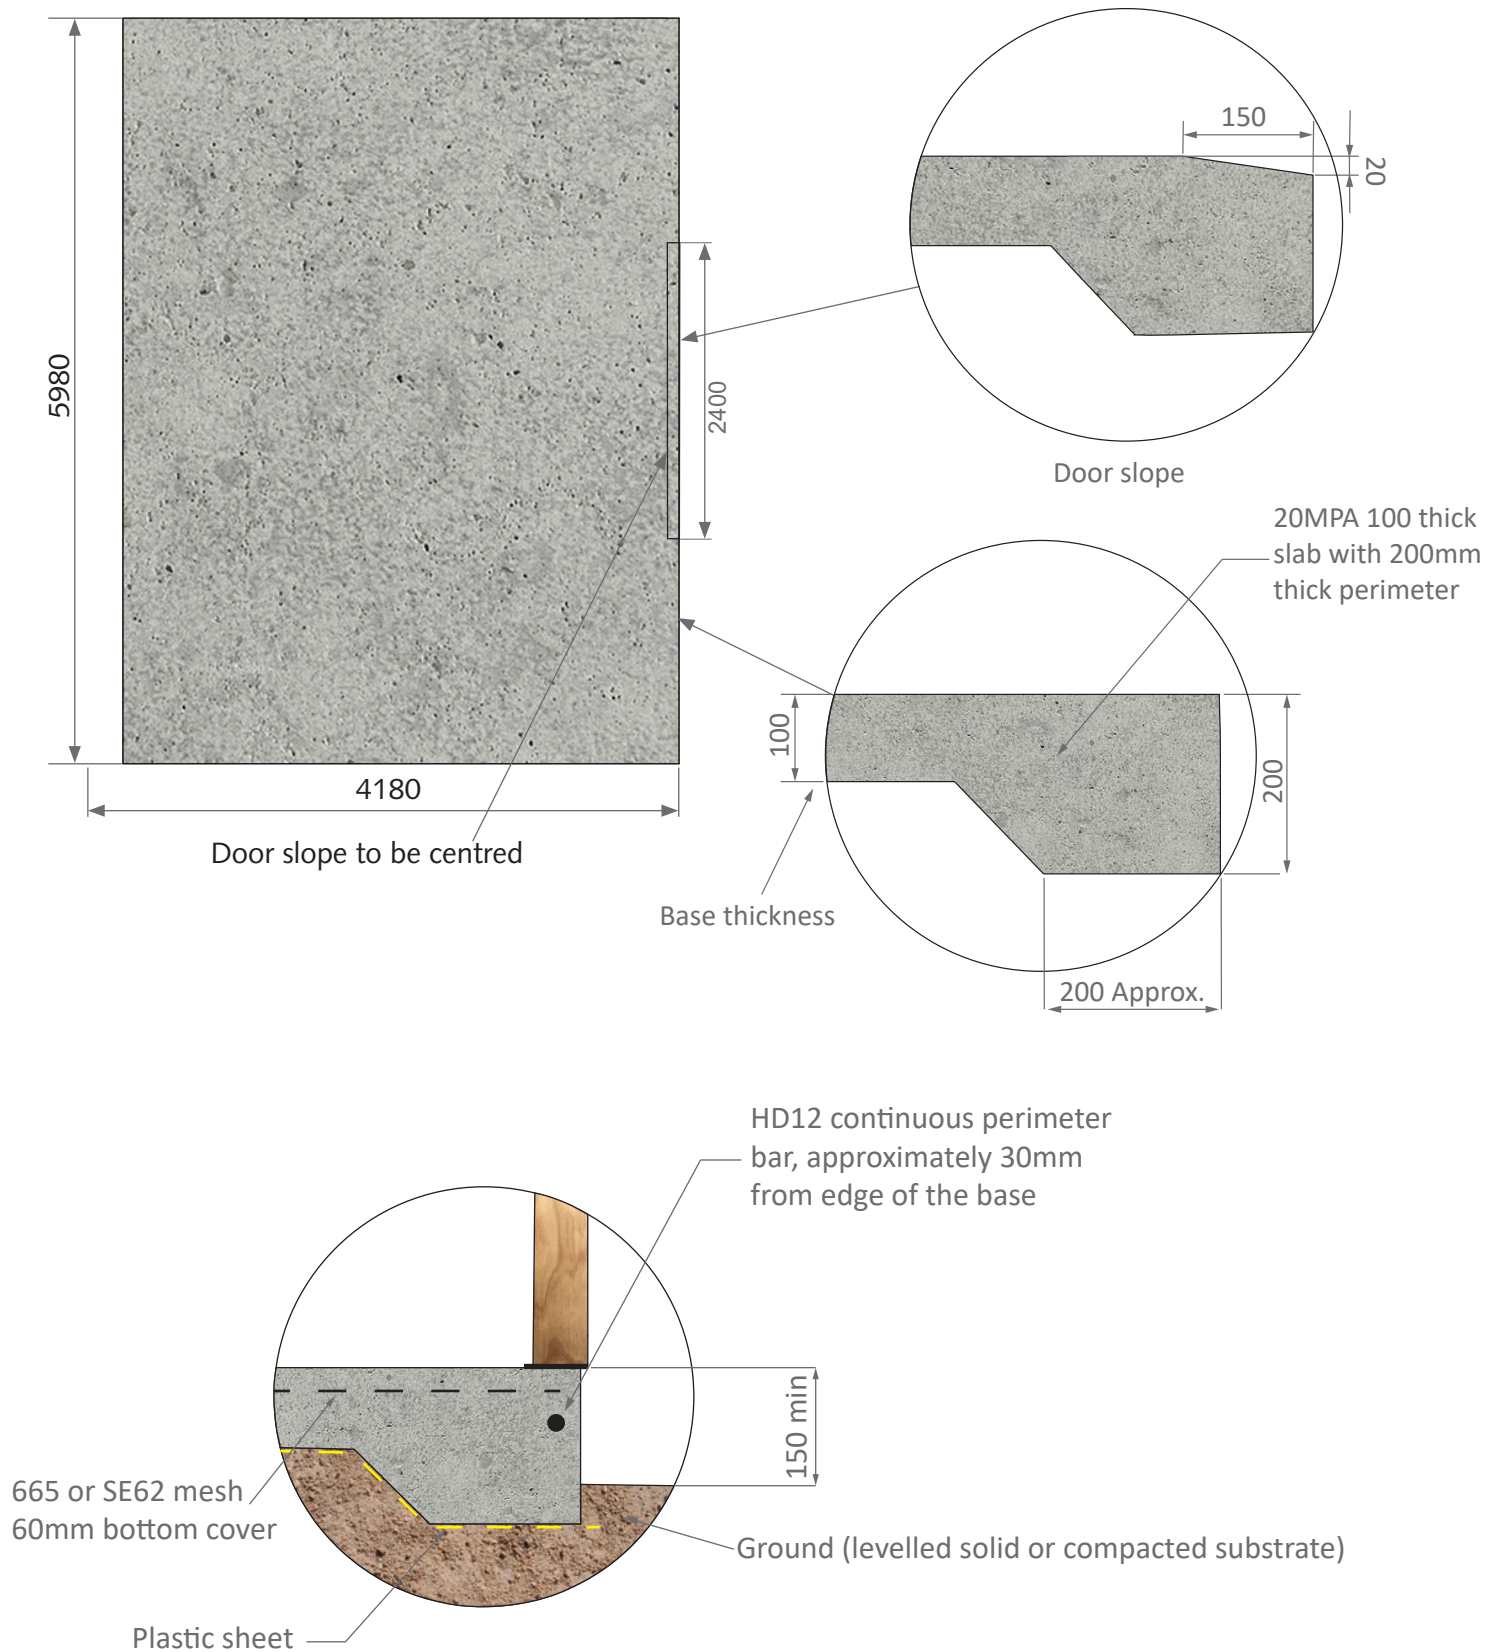 150
20
5980
2400
Door slope
20MPA 100 thick
slab with 200mm
thick perimeter
100
200
4180
Door slope to be centred
Base thickness
200 Approx.
HD12 continuous perimeter
bar, approximately 30mm
from edge of the base
150 min
665 or SE62 mesh
60mm bottom cover
Ground (levelled solid or compacted substrate)
Plastic sheet